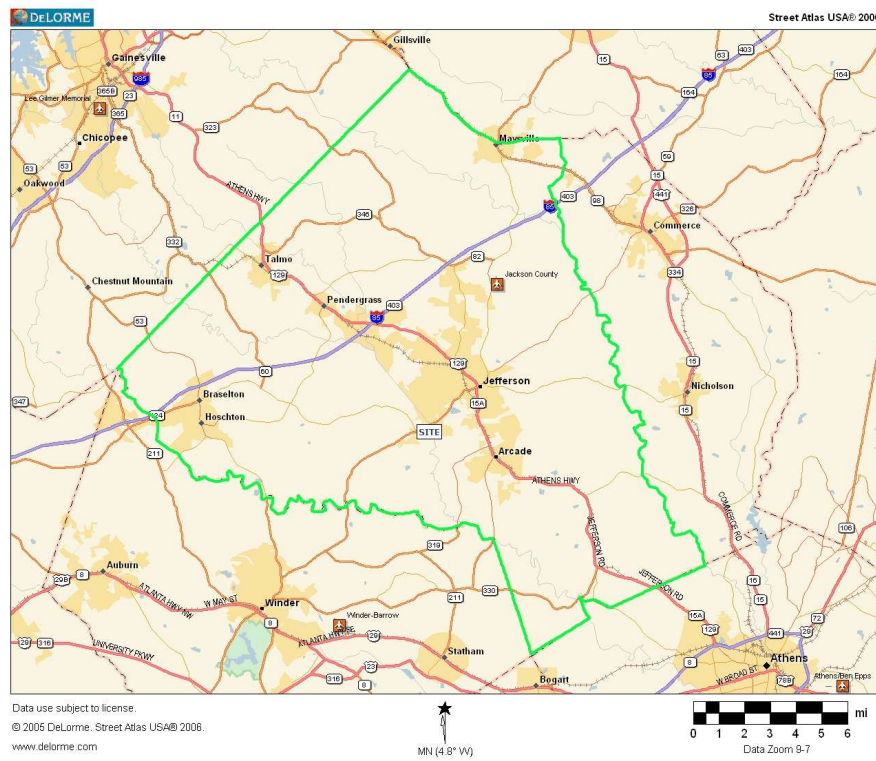 DELORME
Street Atlas USA® 2006
Gillsville
Gainesville
985
365B
23
365
Lee Gilmer Memorial
Chicopee
11
323
53
53
Oakwood
15
85
63
403
164
164
Maysville
59
15
441
326
403
85
98
Commerce
ATHENS HWY
346
332
Talmo
129
82
Jackson County
334
Chestnut Mountain
Pendergrass
403
85
53
15
129
60
Jefferson
Nicholson
347
Braselton
15A
15
124
Hoschton
SITE
211
Arcade
ATHENS HWY
COMMERCE RD
JEFFERSON RD
106
319
Auburn
8
29B
ATLANTA HWY NW
W MAY ST
Winder
330
211
JEFFERSON RD
15
15
15A
72
Winder-Barrow
8
ATLANTA HWY SE
29
129
441
29
29
316
UNIVERSITY PKWY
Statham
23
316
8
8
Athens
Bogart
W BROAD ST
78B
Athens/Ben Epps
Data use subject to license.
© 2005 DeLorme. Street Atlas USA® 2006.
www.delorme.com
MN (4.8° W)
mi
0 1 2 3 4 5 6
Data Zoom 9-7